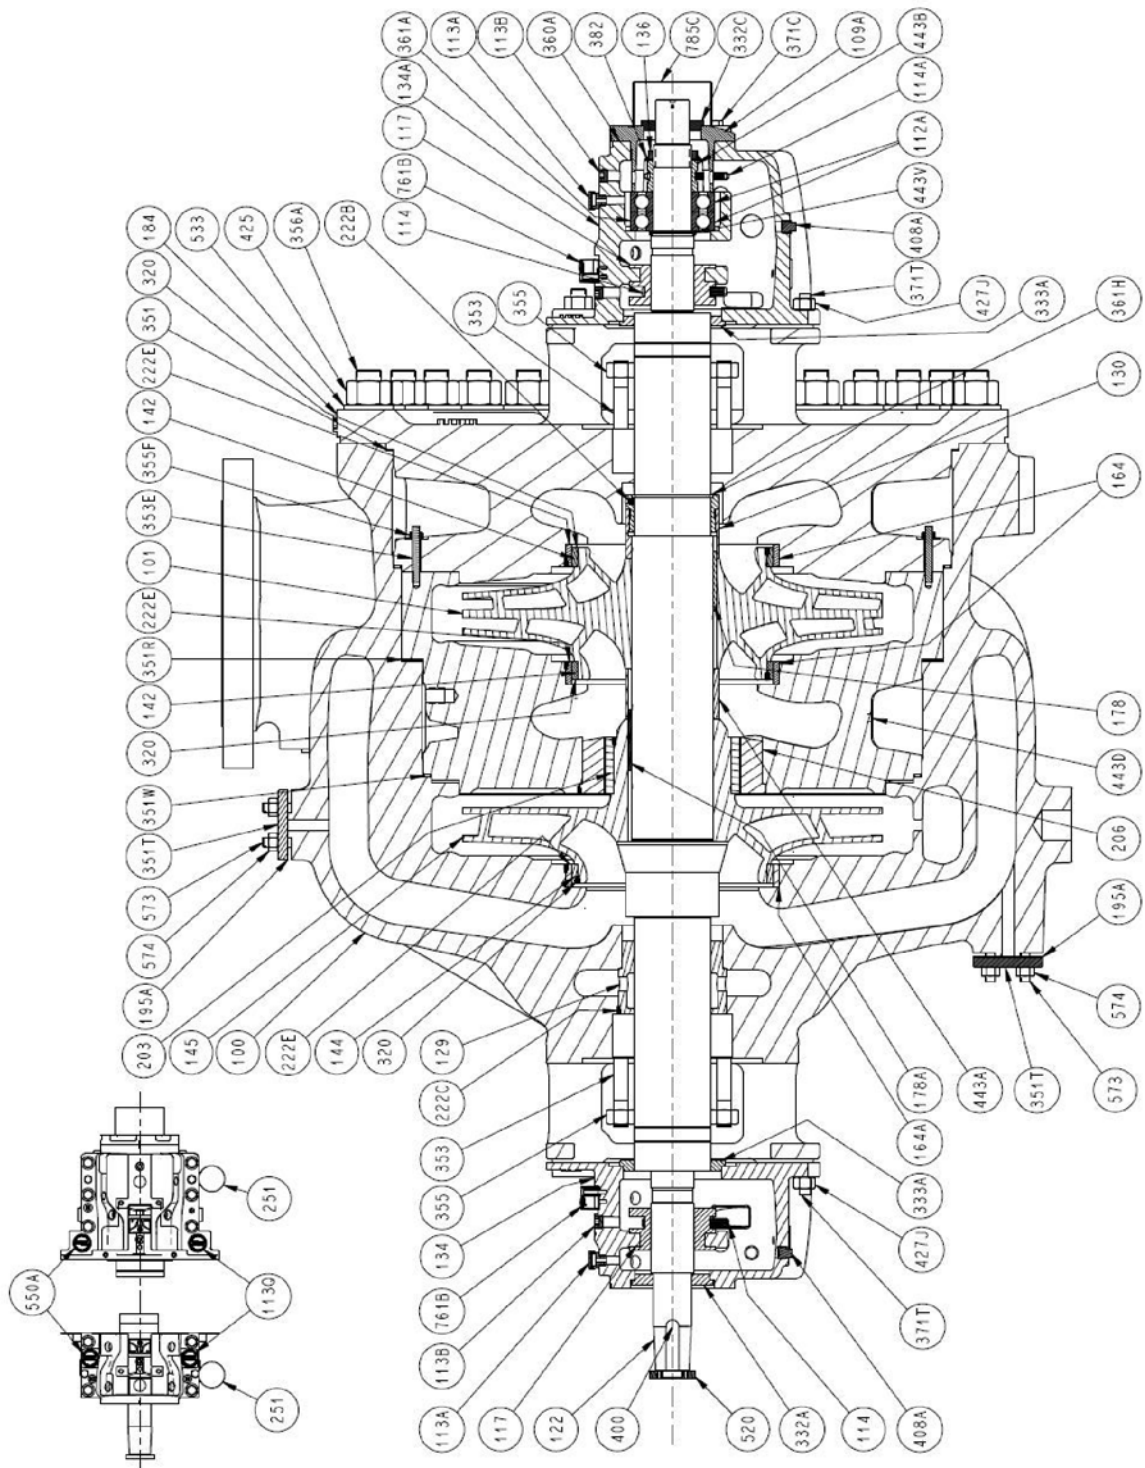 361A
113A
113B
360A
382
136
785C
332C
371C
109A
443B
114A
134A
117
761B
114
222B
112A
443V
408A
371T
427J
333A
361H
356A
425
533
184
320
351
222E
142
355F
353E
101
222E
351R
142
320
351W
351T
573
574
195A
353
355
130
164
178
443D
206
195A
574
573
351T
443A
178A
164A
203
145
100
222E
144
320
129
222C
353
355
134
761B
113B
113A
117
122
400
520
332A
114
408A
371T
427J
333A
251
550A
113Q
251